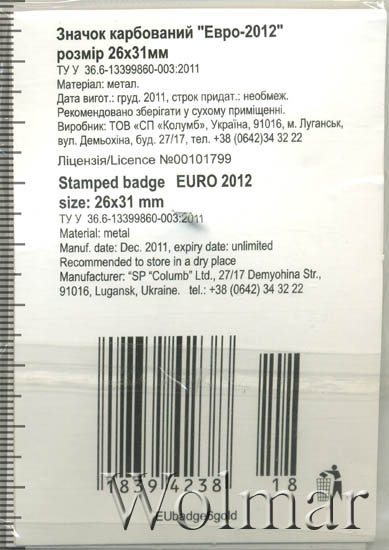 Значок карбований "Евро-2012"
розмір 26х31мм
ТУ У 36.6-13399860-003:2011
Матеріал: метал.
Дата вигот.: груд. 2011, строк придат.: необмеж.
Рекомендовано зберігати у сухому приміщенні.
Виробник: ТОВ «СП «Колумб», Україна, 91016, м. Луганськ,
вул. Демьохіна, буд. 27/17, тел. +38 (0642)34 32 22
Ліцензія/Licence №00101799
Stamped badge EURO 2012
size: 26x31 mm
ТУ У 36.6-13399860-003:2011
Material: metal
Manuf. date: Dec. 2011, expiry date: unlimited
Recommended to store in a dry place
Manufacturer: "SP "Columb" Ltd., 27/17 Demyohina Str.,
91016, Lugansk, Ukraine. tel.: +38 (0642) 34 32 22
1839 4238 18
Wolmar
EUbadge6gold